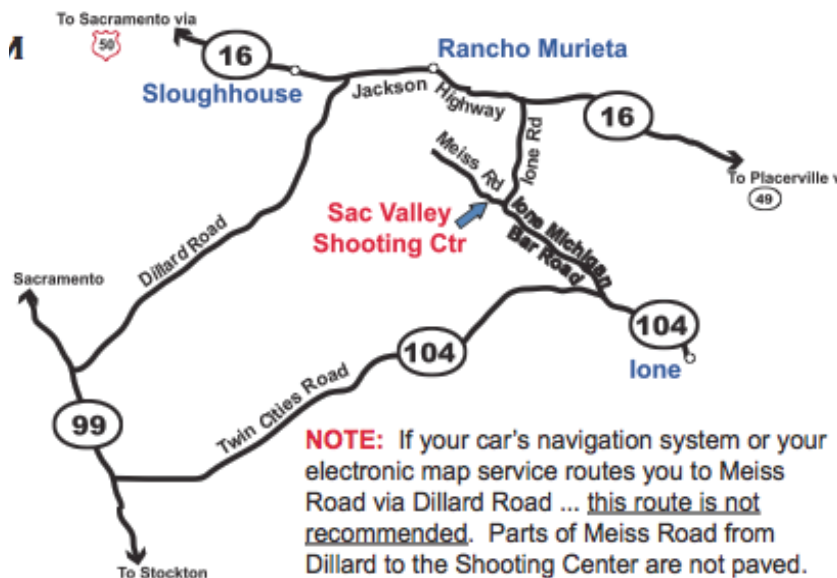 M
To Sacramento via
50
16
Sloughhouse
Rancho Murieta
Jackson Highway
16
To Placerville v
49
Meiss Rd
Ione Rd
Sac Valley
Shooting Ctr
Ione Michigan
Bar Road
Dillard Road
Sacramento
104
104
Ione
Twin Cities Road
99
To Stockton
NOTE: If your car's navigation system or your
electronic map service routes you to Meiss
Road via Dillard Road ... this route is not
recommended. Parts of Meiss Road from
Dillard to the Shooting Center are not paved.